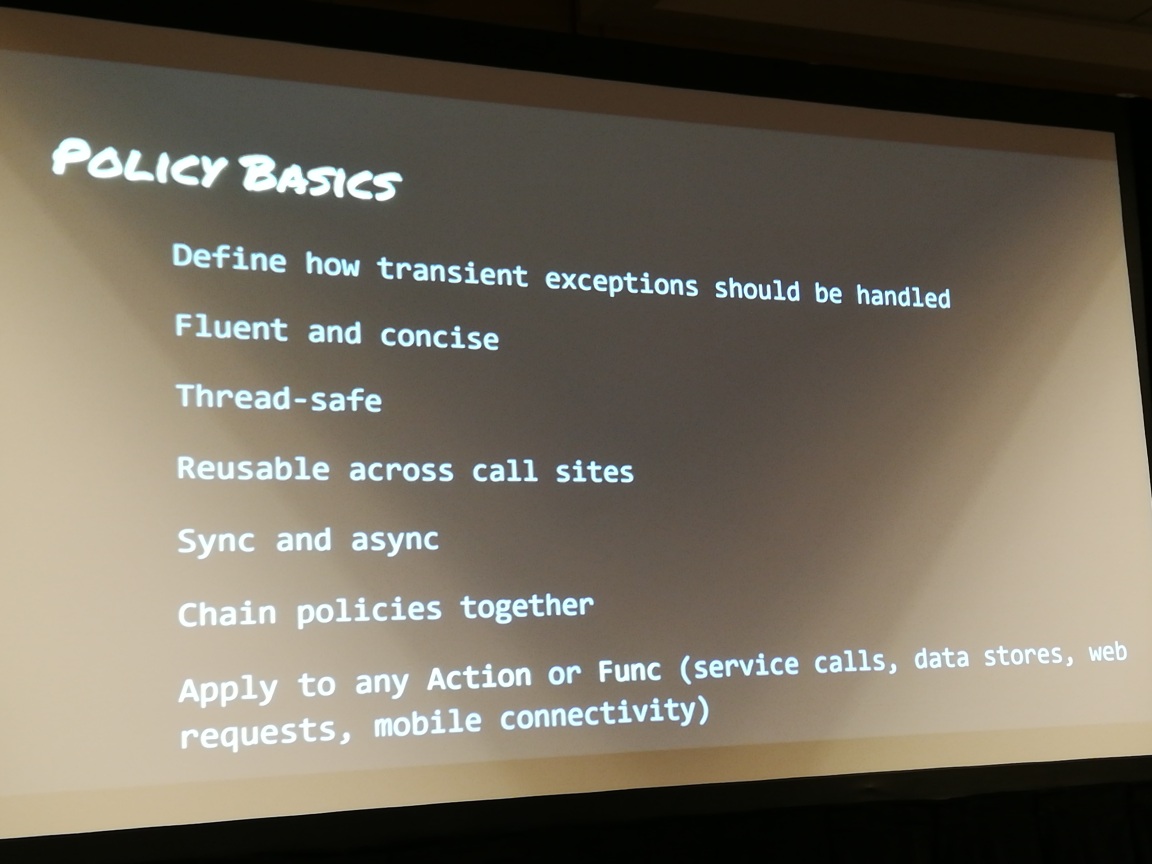 Policy Basics
Define how transient exceptions should be handled
Fluent and concise
Thread-safe
Reusable across call sites
Sync and async
Chain policies together
Apply to any Action or Func (service calls, data stores, web
requests, mobile connectivity)